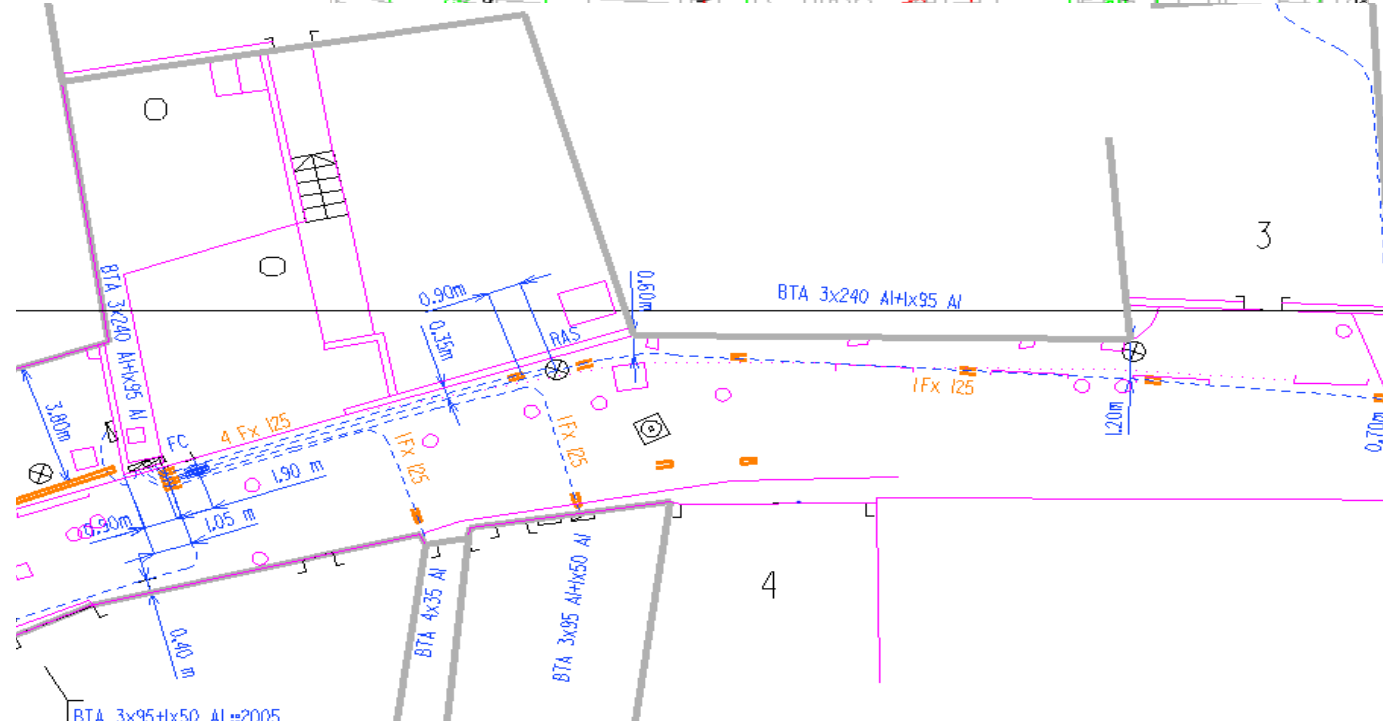 3
0.90m
0.60m
BTA 3x240 Al+1x95 Al
BTA 3x240 Al+1x95 Al
0.35m
RAS
1Fx 125
3.80m
4 Fx 125
FC
1Fx 125
1Fx 125
1.20m
0.70m
1.90 m
0.90m
1.05 m
4
BTA 4x35 Al
BTA 3x95 Al+1x50 Al
0.40 m
BTA 3x95+1x50 AL